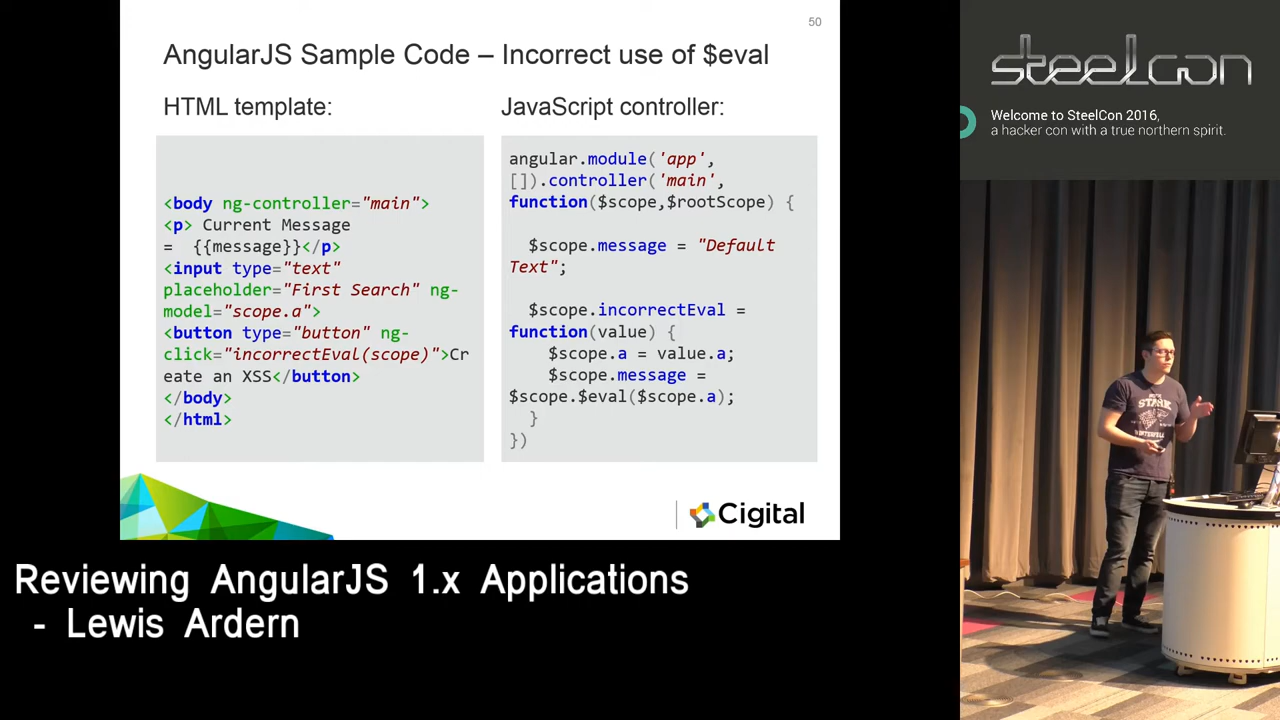 50
AngularJS Sample Code – Incorrect use of $eval
HTML template:
<body ng-controller="main">
<p> Current Message
= {{message}}</p>
<input type="text"
placeholder="First Search" ng-
model="scope.a">
<button type="button" ng-
click="incorrectEval(scope)">Cr
eate an XSS</button>
</body>
</html>
JavaScript controller:
angular.module('app',
[]).controller('main',
function($scope,$rootScope) {
$scope.message = "Default
Text";
$scope.incorrectEval =
function(value) {
$scope.a = value.a;
$scope.message =
$scope.$eval($scope.a);
}
})
Cigital
steelcon
Welcome to SteelCon 2016,
a hacker con with a true northern spirit.
STARK
WINTERFELL
Reviewing AngularJS 1.x Applications
- Lewis Ardern